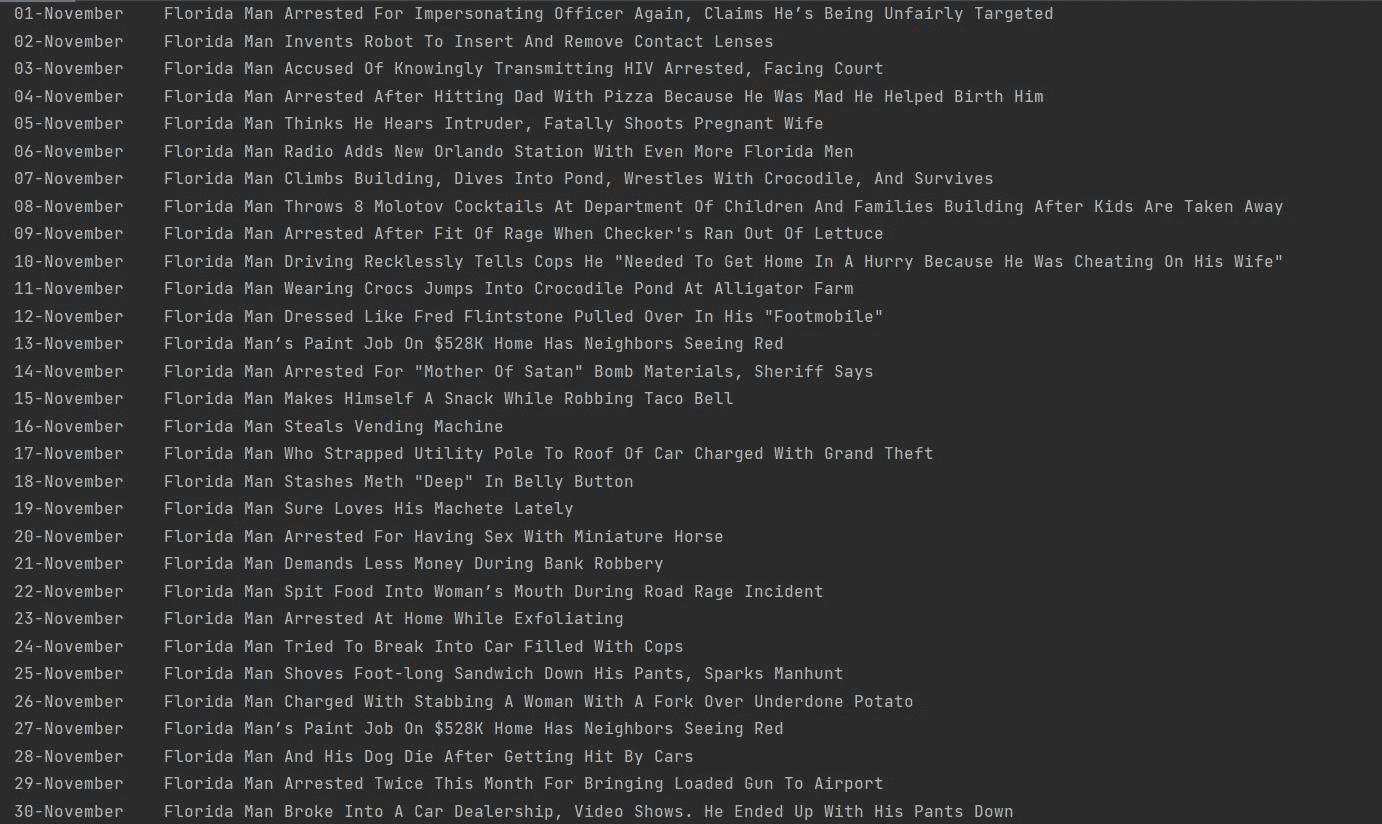 01-November    Florida Man Arrested For Impersonating Officer Again, Claims He’s Being Unfairly Targeted
02-November    Florida Man Invents Robot To Insert And Remove Contact Lenses
03-November    Florida Man Accused Of Knowingly Transmitting HIV Arrested, Facing Court
04-November    Florida Man Arrested After Hitting Dad With Pizza Because He Was Mad He Helped Birth Him
05-November    Florida Man Thinks He Hears Intruder, Fatally Shoots Pregnant Wife
06-November    Florida Man Radio Adds New Orlando Station With Even More Florida Men
07-November    Florida Man Climbs Building, Dives Into Pond, Wrestles With Crocodile, And Survives
08-November    Florida Man Throws 8 Molotov Cocktails At Department Of Children And Families Building After Kids Are Taken Away
09-November    Florida Man Arrested After Fit Of Rage When Checker's Ran Out Of Lettuce
10-November    Florida Man Driving Recklessly Tells Cops He "Needed To Get Home In A Hurry Because He Was Cheating On His Wife"
11-November    Florida Man Wearing Crocs Jumps Into Crocodile Pond At Alligator Farm
12-November    Florida Man Dressed Like Fred Flintstone Pulled Over In His "Footmobile"
13-November    Florida Man’s Paint Job On $528K Home Has Neighbors Seeing Red
14-November    Florida Man Arrested For "Mother Of Satan" Bomb Materials, Sheriff Says
15-November    Florida Man Makes Himself A Snack While Robbing Taco Bell
16-November    Florida Man Steals Vending Machine
17-November    Florida Man Who Strapped Utility Pole To Roof Of Car Charged With Grand Theft
18-November    Florida Man Stashes Meth "Deep" In Belly Button
19-November    Florida Man Sure Loves His Machete Lately
20-November    Florida Man Arrested For Having Sex With Miniature Horse
21-November    Florida Man Demands Less Money During Bank Robbery
22-November    Florida Man Spit Food Into Woman’s Mouth During Road Rage Incident
23-November    Florida Man Arrested At Home While Exfoliating
24-November    Florida Man Tried To Break Into Car Filled With Cops
25-November    Florida Man Shoves Foot-long Sandwich Down His Pants, Sparks Manhunt
26-November    Florida Man Charged With Stabbing A Woman With A Fork Over Underdone Potato
27-November    Florida Man’s Paint Job On $528K Home Has Neighbors Seeing Red
28-November    Florida Man And His Dog Die After Getting Hit By Cars
29-November    Florida Man Arrested Twice This Month For Bringing Loaded Gun To Airport
30-November    Florida Man Broke Into A Car Dealership, Video Shows. He Ended Up With His Pants Down